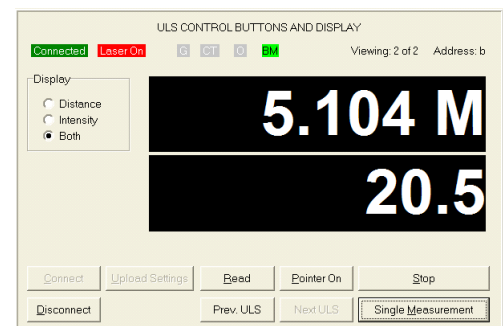 ULS CONTROL BUTTONS AND DISPLAY
Connected Laser On G CT O BM Viewing: 2 of 2 Address: b
Display
Distance
Intensity
Both
5.104 M
20.5
Connect Upload Settings Read Pointer On Stop
Disconnect Prev. ULS Next ULS Single Measurement